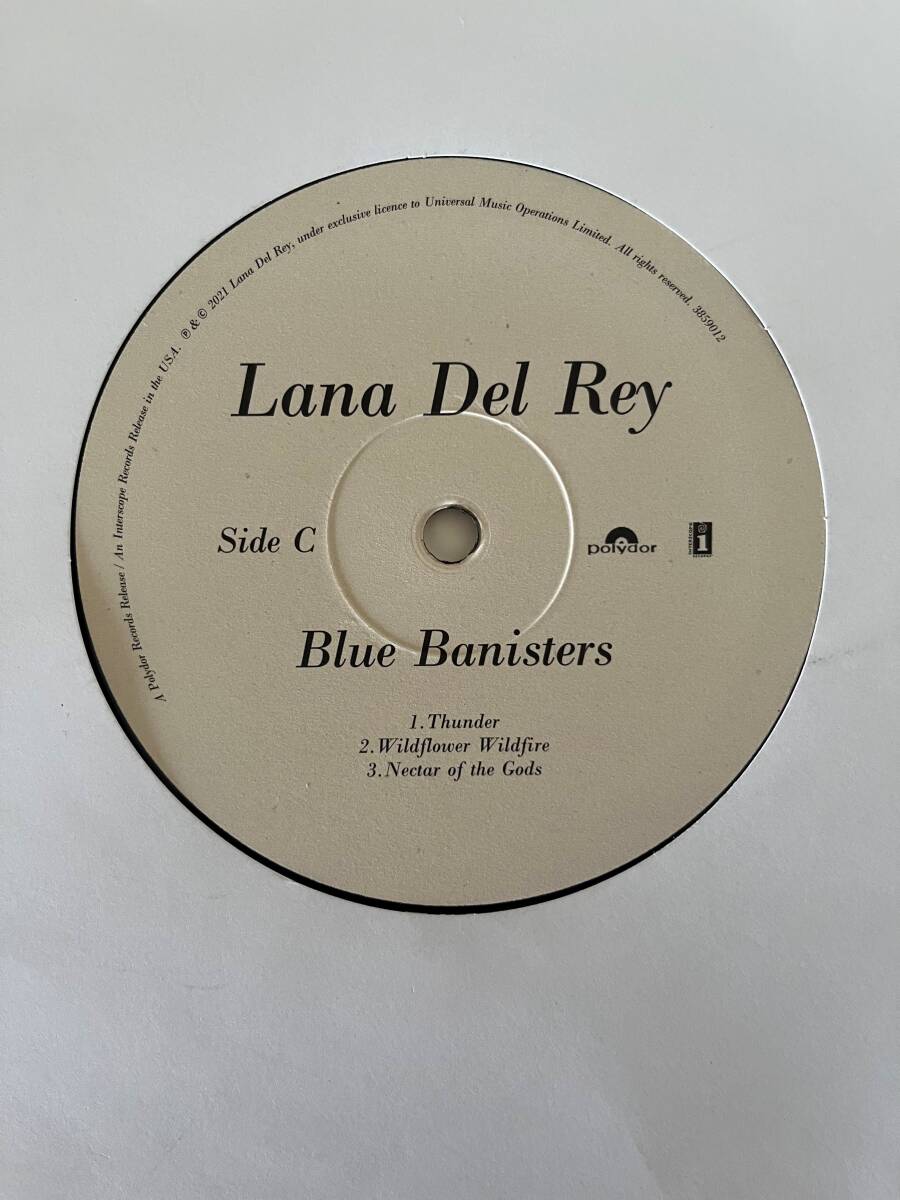 A Polydor Records Release / An Interscope Records Release in the USA. ℗ & © 2021 Lana Del Rey, under exclusive licence to Universal Music Operations Limited. All rights reserved. 3859012
Lana Del Rey
Side C
polydor
INTERSCOPE
i
RECORDS
Blue Banisters
1.Thunder
2.Wildflower Wildfire
3.Nectar of the Gods